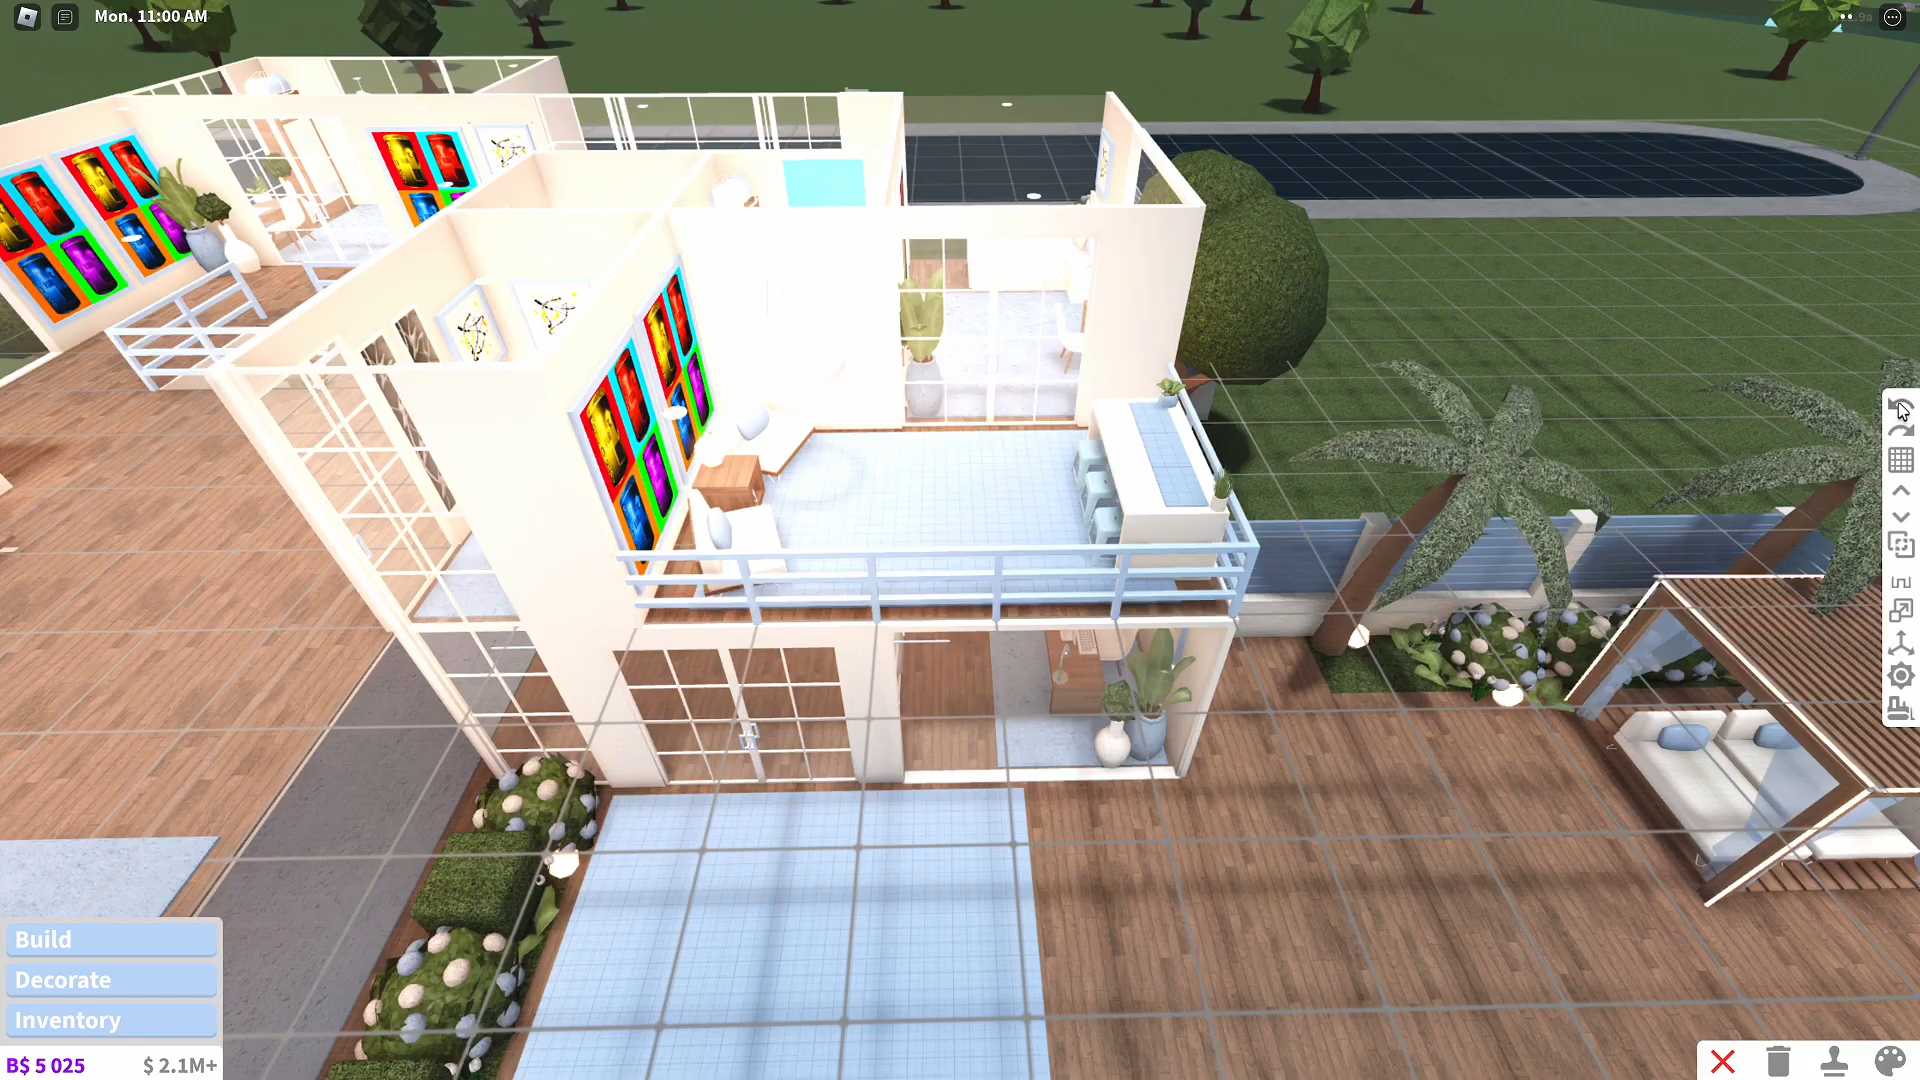 Mon. 11:00 AM
Build
Decorate
Inventory
B$ 5 025
$ 2.1M+